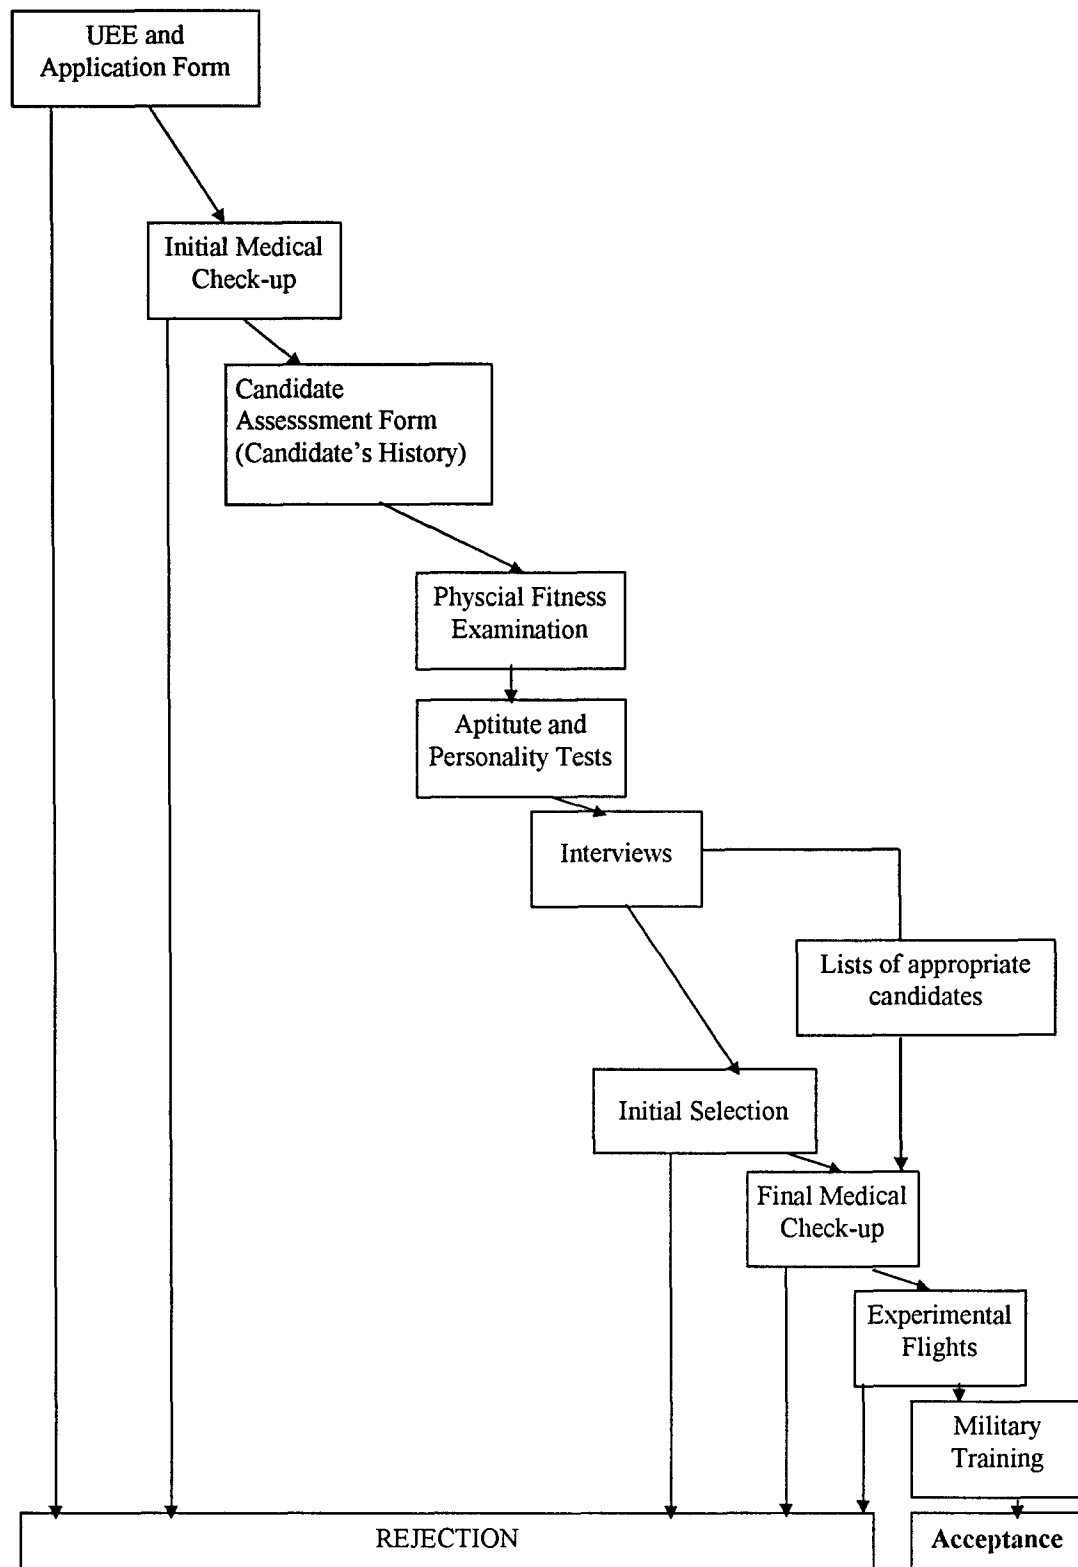 UEE and
Application Form
Initial Medical
Check-up
Candidate
Assesssment Form
(Candidate's History)
Physcial Fitness
Examination
Aptitute and
Personality Tests
Interviews
Lists of appropriate
candidates
Initial Selection
Final Medical
Check-up
Experimental
Flights
Military
Training
REJECTION
Acceptance